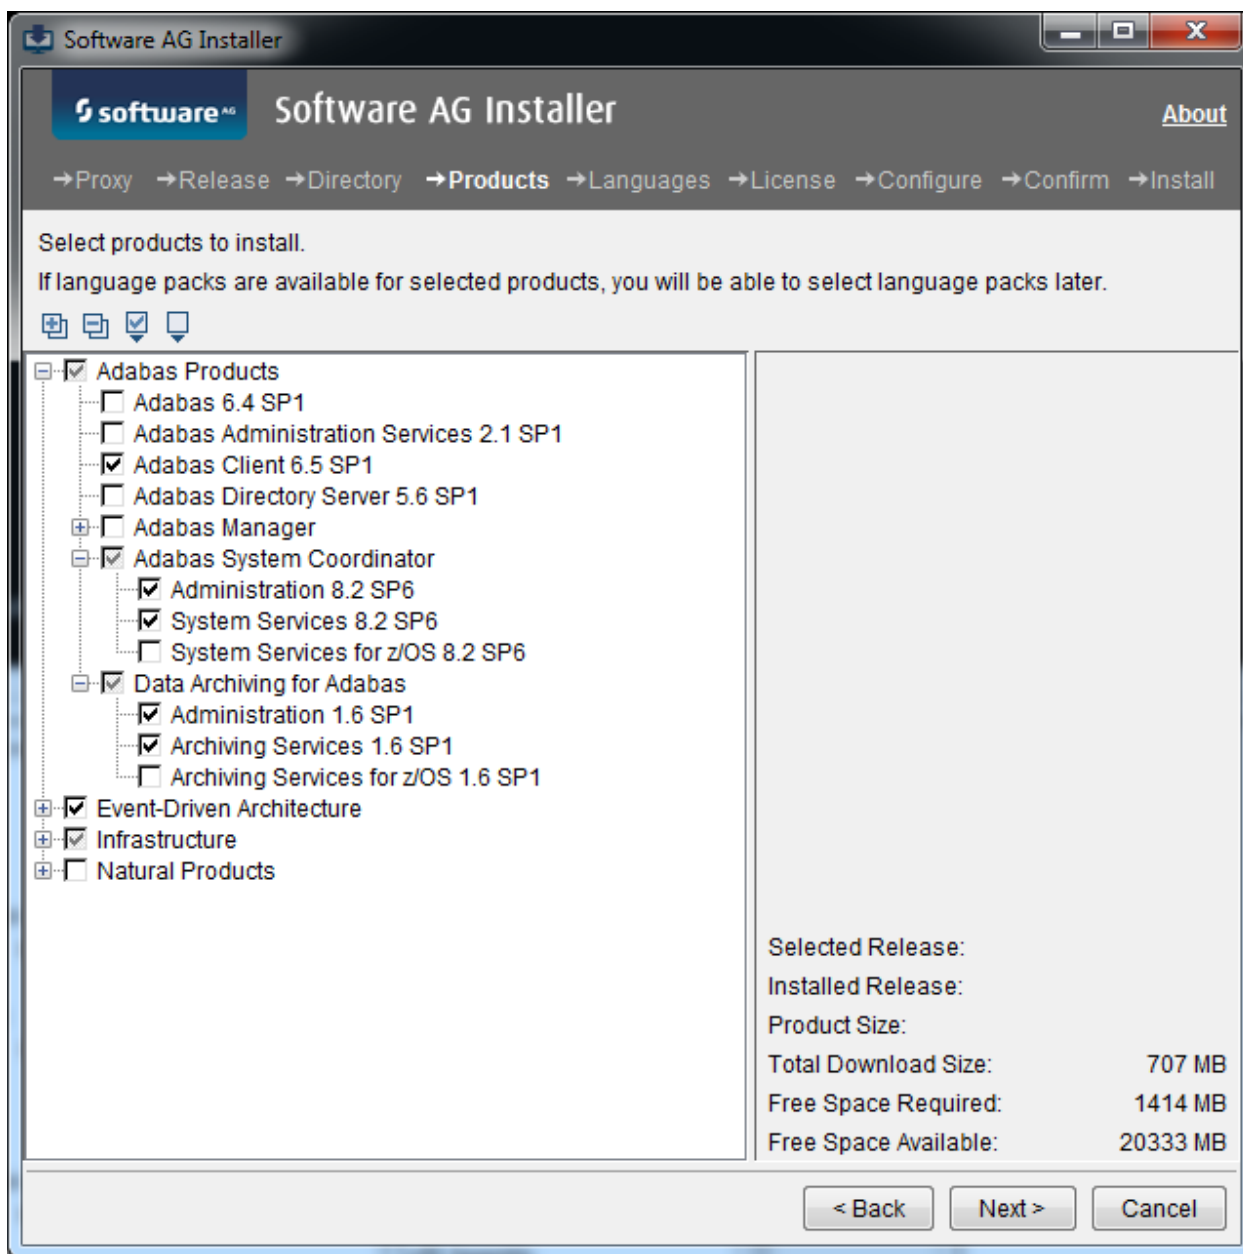 Software AG Installer
software AG
Software AG Installer
About
→Proxy →Release →Directory →Products →Languages →License →Configure →Confirm →Install
Select products to install.
If language packs are available for selected products, you will be able to select language packs later.
Adabas Products
Adabas 6.4 SP1
Adabas Administration Services 2.1 SP1
Adabas Client 6.5 SP1
Adabas Directory Server 5.6 SP1
Adabas Manager
Adabas System Coordinator
Administration 8.2 SP6
System Services 8.2 SP6
System Services for z/OS 8.2 SP6
Data Archiving for Adabas
Administration 1.6 SP1
Archiving Services 1.6 SP1
Archiving Services for z/OS 1.6 SP1
Event-Driven Architecture
Infrastructure
Natural Products
Selected Release:
Installed Release:
Product Size:
Total Download Size: 707 MB
Free Space Required: 1414 MB
Free Space Available: 20333 MB
< Back Next > Cancel